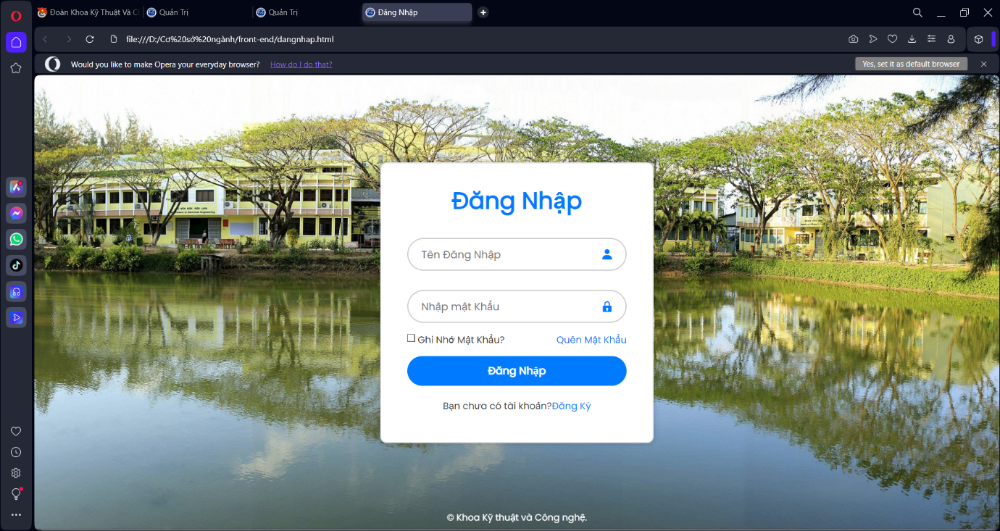 Đoàn Khoa Kỹ Thuật Và Cô
Quản Trị
Quản Trị
Đăng Nhập
file:///D:/Cơ%20sở%20ngành/front-end/dangnhap.html
Would you like to make Opera your everyday browser? How do I do that?
Yes, set it as default browser
Đăng Nhập
Tên Đăng Nhập
Nhập mật Khẩu
Ghi Nhớ Mật Khẩu? Quên Mật Khẩu
Đăng Nhập
Bạn chưa có tài khoản?Đăng Ký
© Khoa Kỹ thuật và Công nghệ.